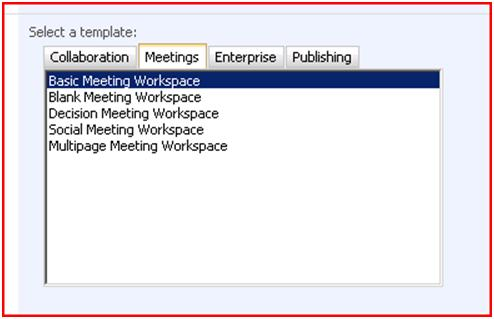 Select a template:
Collaboration Meetings Enterprise Publishing
Basic Meeting Workspace
Blank Meeting Workspace
Decision Meeting Workspace
Social Meeting Workspace
Multipage Meeting Workspace